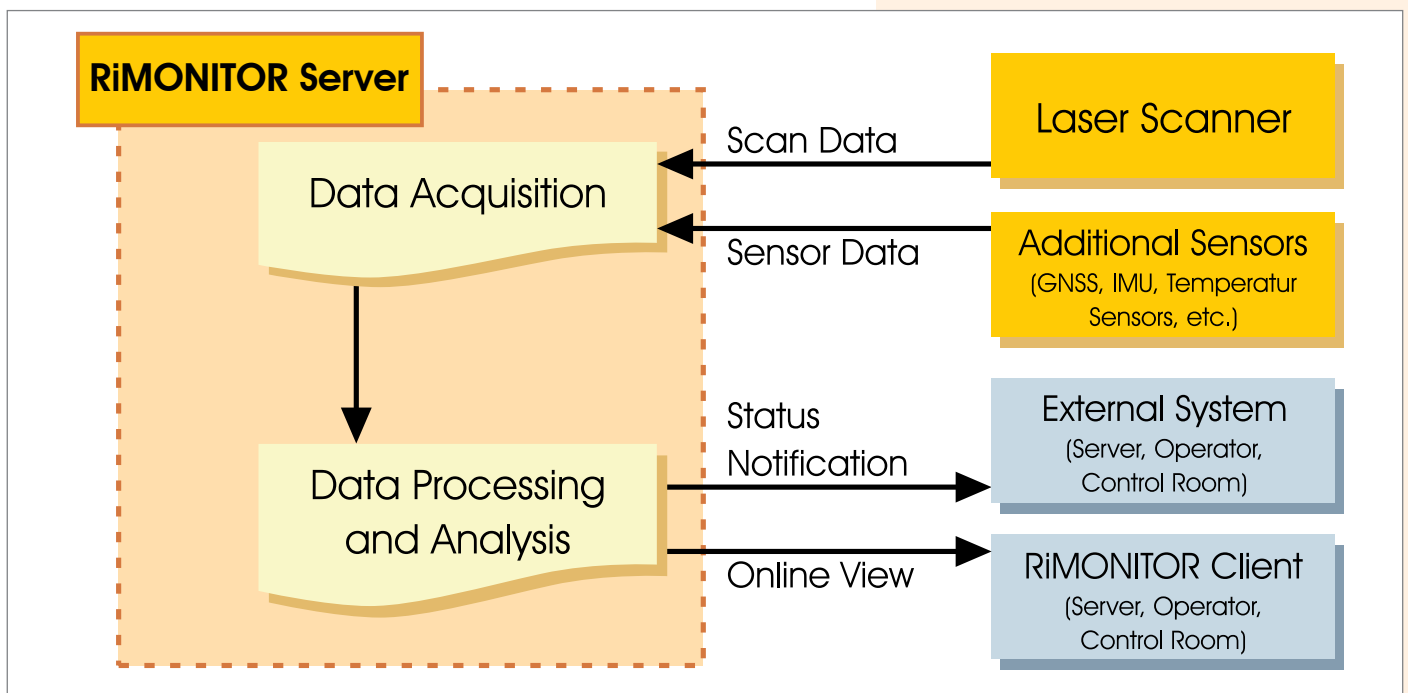 RiMONITOR Server
Laser Scanner
Scan Data
Data Acquisition
Sensor Data
Additional Sensors
(GNSS, IMU, Temperatur
Sensors, etc.)
Status
Notification
External System
(Server, Operator,
Control Room)
Data Processing
and Analysis
Online View
RiMONITOR Client
(Server, Operator,
Control Room)